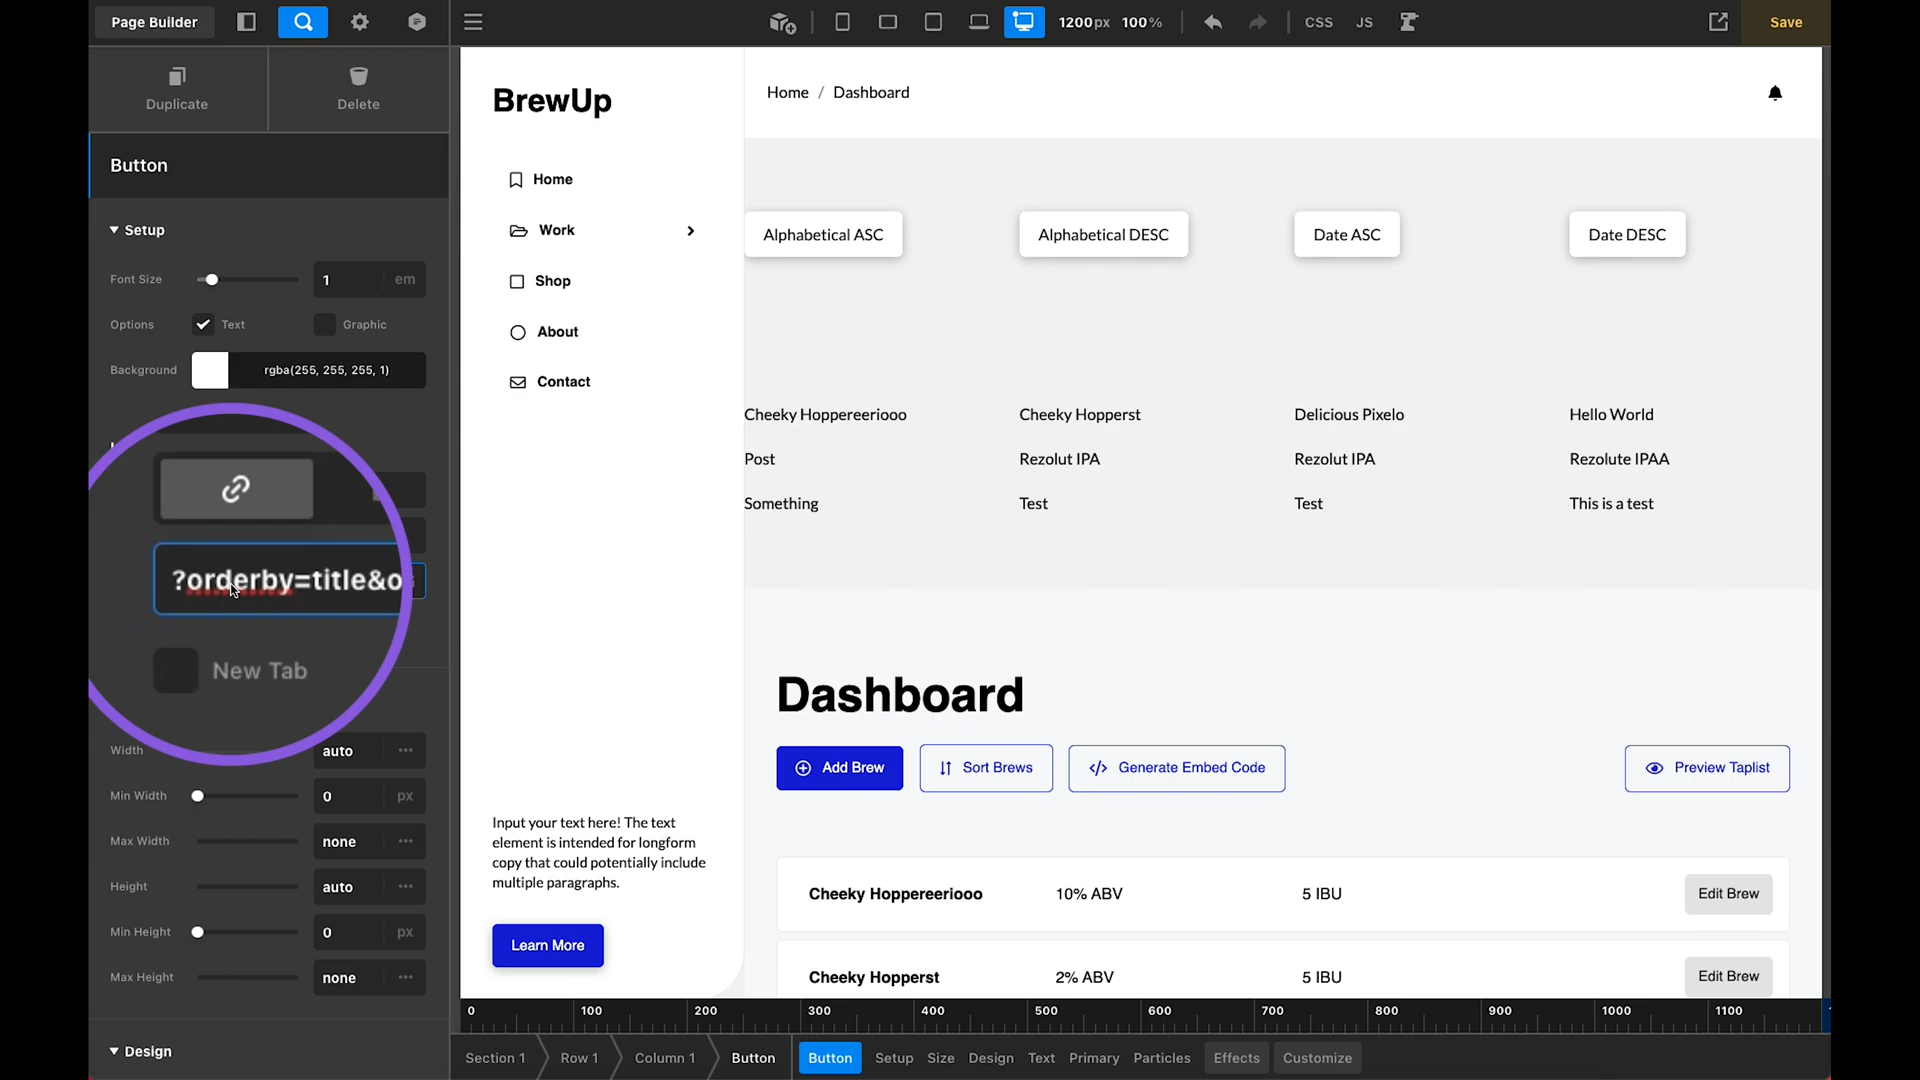 Page Builder
1200px 100%
CSS JS
Save
Duplicate
Delete
Button
Setup
Font Size
1 em
Options
Text
Graphic
Background
rgba(255, 255, 255, 1)
?orderby=title&o
New Tab
Width
auto
Min Width
0 px
Max Width
none
Height
auto
Min Height
0 px
Max Height
none
Design
BrewUp
Home
Work
Shop
About
Contact
Input your text here! The text
element is intended for longform
copy that could potentially include
multiple paragraphs.
Learn More
Home / Dashboard
Alphabetical ASC
Alphabetical DESC
Date ASC
Date DESC
Cheeky Hoppereeriooo
Cheeky Hopperst
Delicious Pixelo
Hello World
Post
Rezolut IPA
Rezolut IPA
Rezolute IPAA
Something
Test
Test
This is a test
Dashboard
Add Brew
Sort Brews
Generate Embed Code
Preview Taplist
Cheeky Hoppereeriooo
10% ABV
5 IBU
Edit Brew
Cheeky Hopperst
2% ABV
5 IBU
Edit Brew
0 100 200 300 400 500 600 700 800 900 1000 1100
Section 1
Row 1
Column 1
Button
Button
Setup
Size
Design
Text
Primary
Particles
Effects
Customize